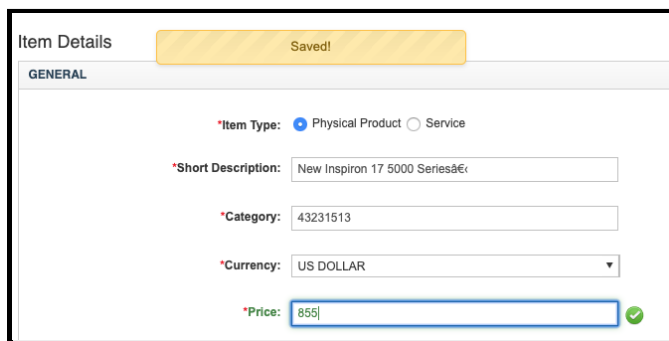 Item Details
Saved!
GENERAL
*Item Type: Physical Product Service
*Short Description: New Inspiron 17 5000 Seriesâ€‹
*Category: 43231513
*Currency: US DOLLAR
*Price: 855